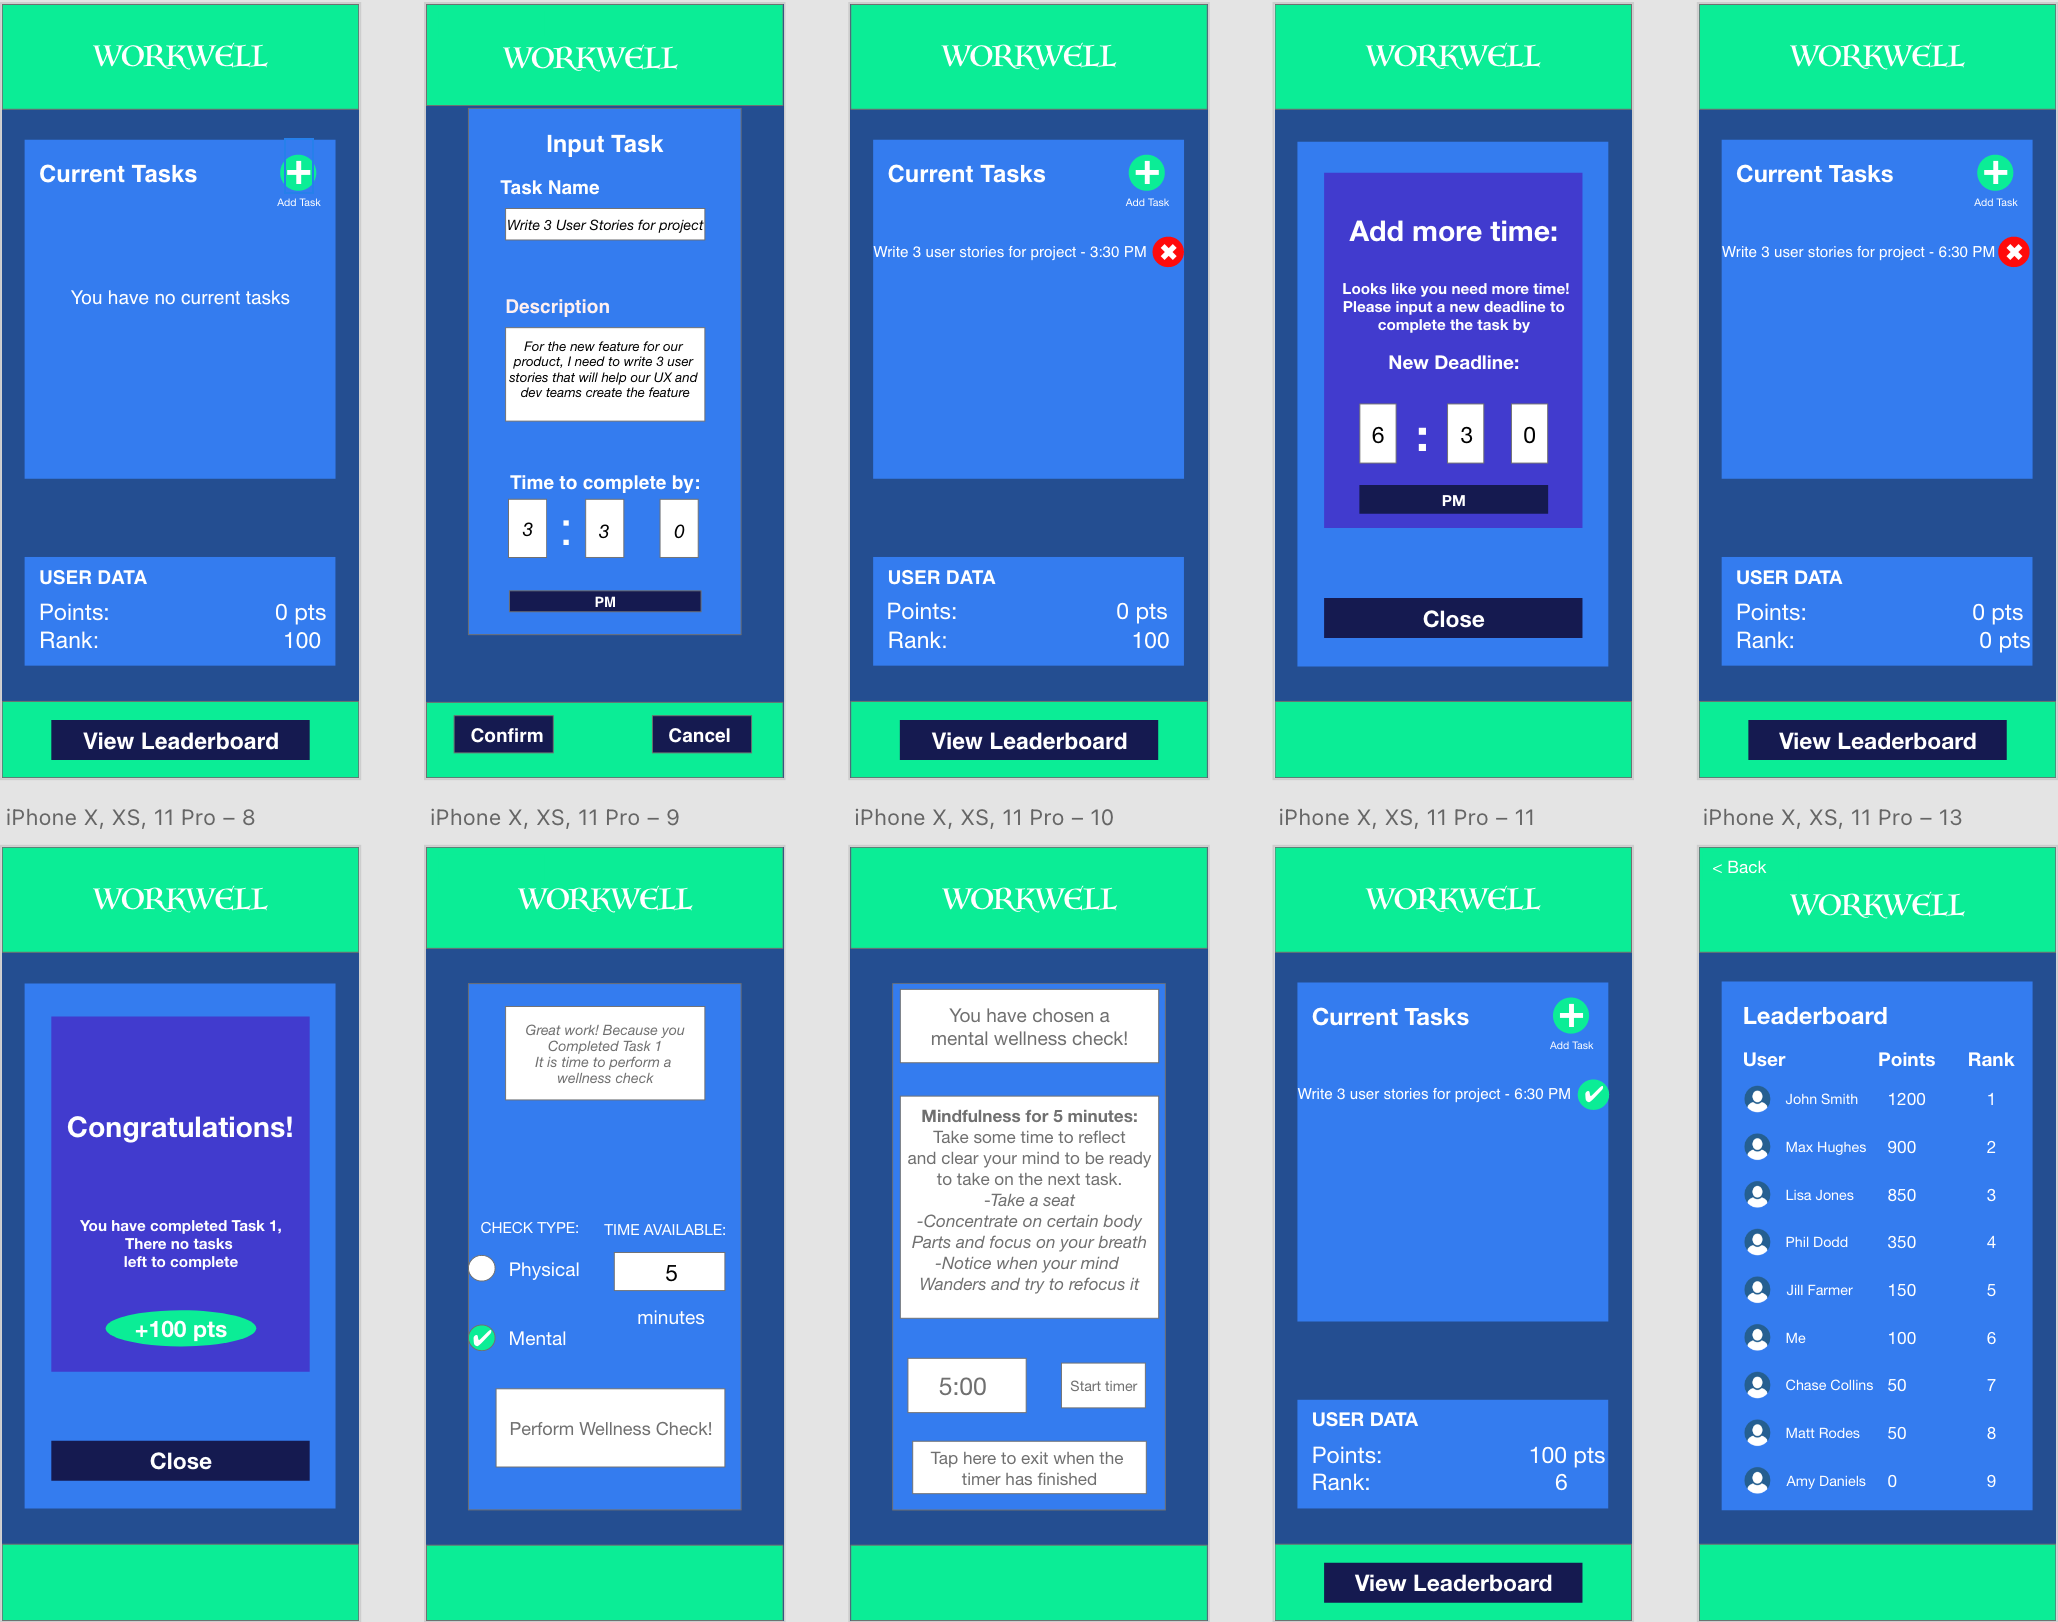 WORKWELL
Current Tasks
Add Task
You have no current tasks
USER DATA
Points: 0 pts
Rank: 100
View Leaderboard
WORKWELL
Input Task
Task Name
Write 3 User Stories for project
Description
For the new feature for our
product, I need to write 3 user
stories that will help our UX and
dev teams create the feature
Time to complete by:
3 : 3 0
PM
Confirm Cancel
WORKWELL
Current Tasks
Add Task
Write 3 user stories for project - 3:30 PM
USER DATA
Points: 0 pts
Rank: 100
View Leaderboard
WORKWELL
Add more time:
Looks like you need more time!
Please input a new deadline to
complete the task by
New Deadline:
6 : 3 0
PM
Close
WORKWELL
Current Tasks
Add Task
Write 3 user stories for project - 6:30 PM
USER DATA
Points: 0 pts
Rank: 0 pts
View Leaderboard
iPhone X, XS, 11 Pro – 8
WORKWELL
Congratulations!
You have completed Task 1,
There no tasks
left to complete
+100 pts
Close
iPhone X, XS, 11 Pro – 9
WORKWELL
Great work! Because you
Completed Task 1
It is time to perform a
wellness check
CHECK TYPE: TIME AVAILABLE:
Physical 5
minutes
Mental
Perform Wellness Check!
iPhone X, XS, 11 Pro – 10
WORKWELL
You have chosen a
mental wellness check!
Mindfulness for 5 minutes:
Take some time to reflect
and clear your mind to be ready
to take on the next task.
-Take a seat
-Concentrate on certain body
Parts and focus on your breath
-Notice when your mind
Wanders and try to refocus it
5:00 Start timer
Tap here to exit when the
timer has finished
iPhone X, XS, 11 Pro – 11
WORKWELL
Current Tasks
Add Task
Write 3 user stories for project - 6:30 PM
USER DATA
Points: 100 pts
Rank: 6
View Leaderboard
iPhone X, XS, 11 Pro – 13
< Back
WORKWELL
Leaderboard
User Points Rank
John Smith 1200 1
Max Hughes 900 2
Lisa Jones 850 3
Phil Dodd 350 4
Jill Farmer 150 5
Me 100 6
Chase Collins 50 7
Matt Rodes 50 8
Amy Daniels 0 9